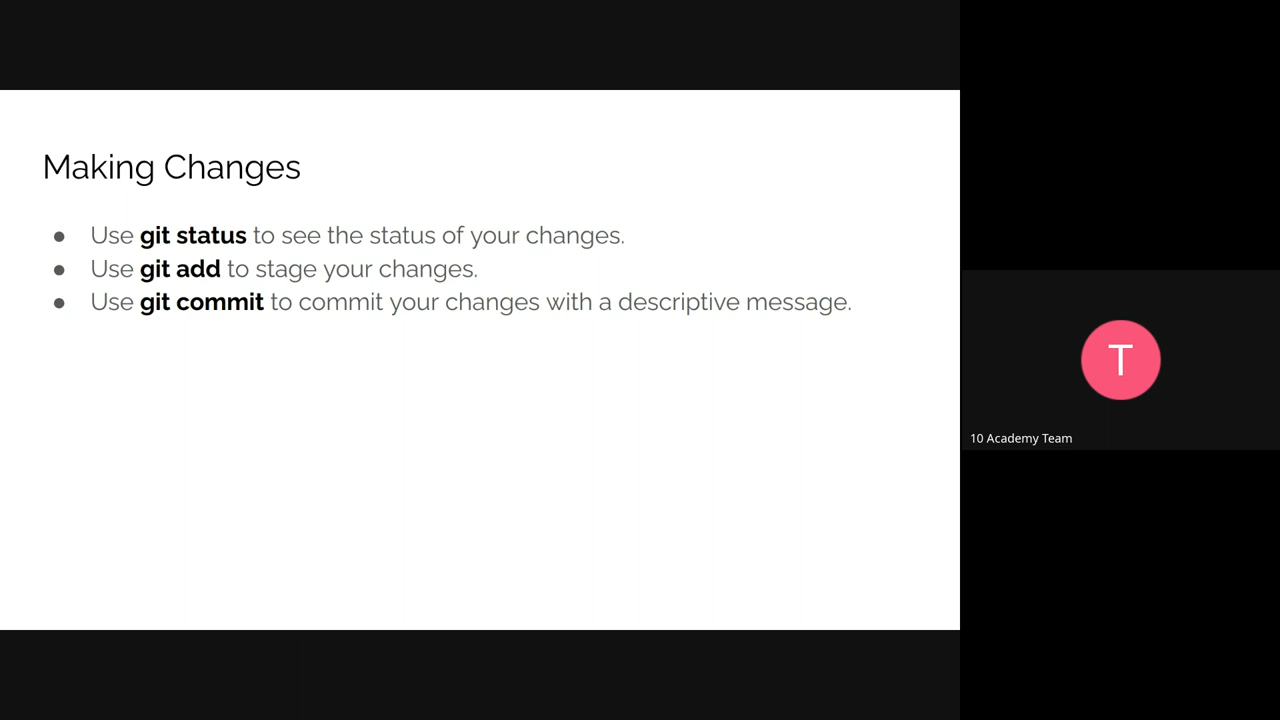 Making Changes
● Use git status to see the status of your changes.
● Use git add to stage your changes.
● Use git commit to commit your changes with a descriptive message.
T
10 Academy Team